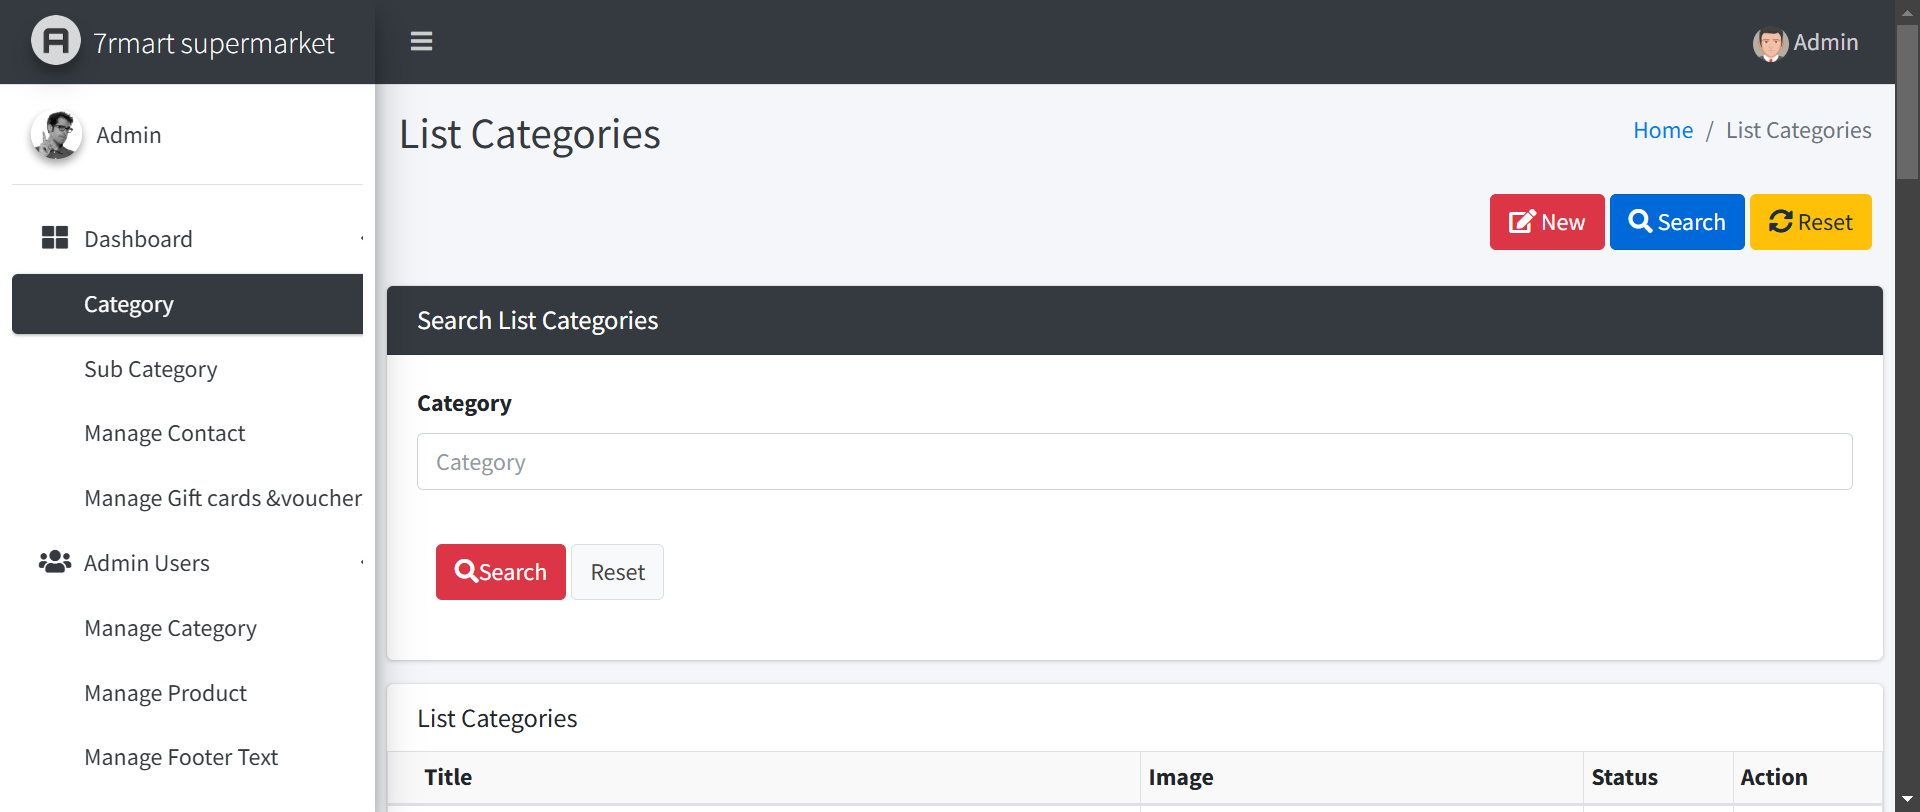 7rmart supermarket
Admin
Admin
List Categories
Home / List Categories
New
Search
Reset
Dashboard
Category
Sub Category
Manage Contact
Manage Gift cards &voucher
Admin Users
Manage Category
Manage Product
Manage Footer Text
Search List Categories
Category
Category
Search
Reset
List Categories
Title Image Status Action